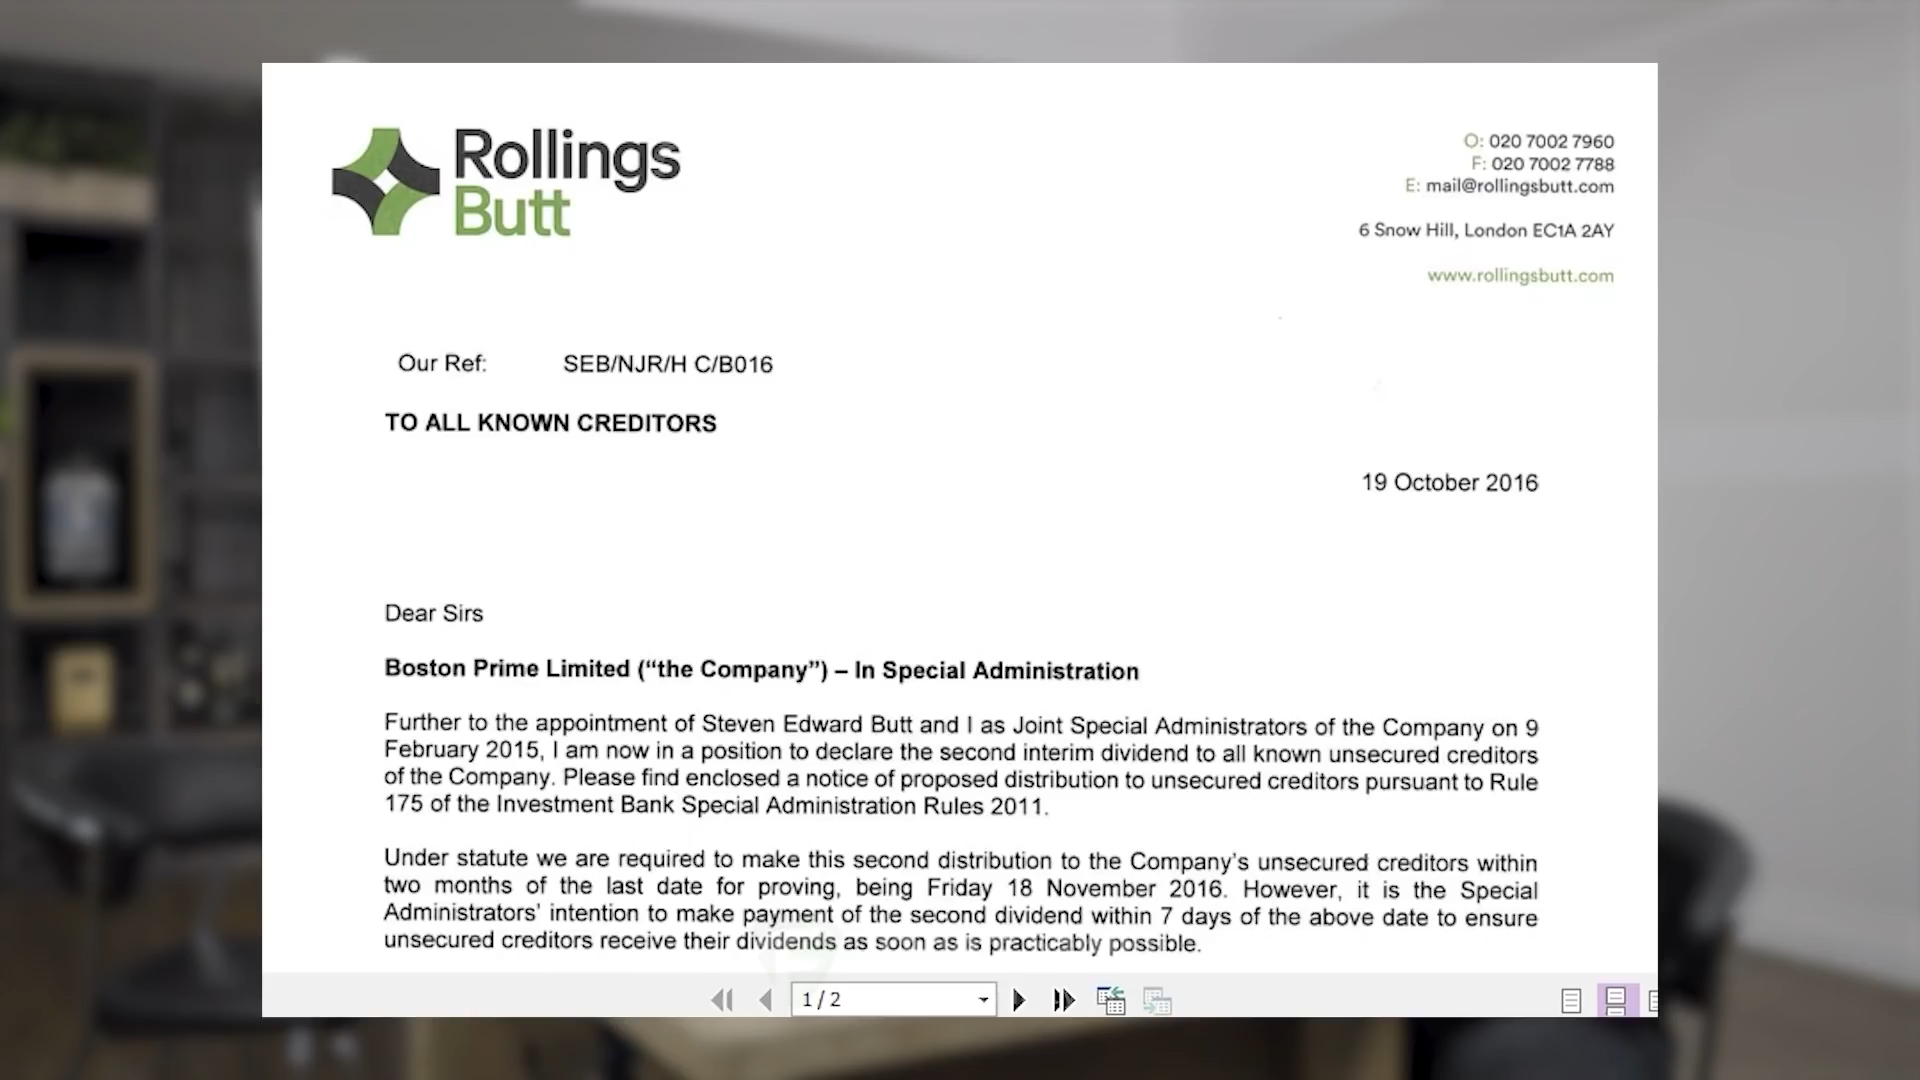 Rollings
Butt
O: 020 7002 7960
F: 020 7002 7788
E: mail@rollingsbutt.com
6 Snow Hill, London EC1A 2AY
www.rollingsbutt.com
Our Ref: SEB/NJR/H C/B016
TO ALL KNOWN CREDITORS
19 October 2016
Dear Sirs
Boston Prime Limited (“the Company”) – In Special Administration
Further to the appointment of Steven Edward Butt and I as Joint Special Administrators of the Company on 9
February 2015, I am now in a position to declare the second interim dividend to all known unsecured creditors
of the Company. Please find enclosed a notice of proposed distribution to unsecured creditors pursuant to Rule
175 of the Investment Bank Special Administration Rules 2011.
Under statute we are required to make this second distribution to the Company’s unsecured creditors within
two months of the last date for proving, being Friday 18 November 2016. However, it is the Special
Administrators’ intention to make payment of the second dividend within 7 days of the above date to ensure
unsecured creditors receive their dividends as soon as is practicably possible.
1 / 2